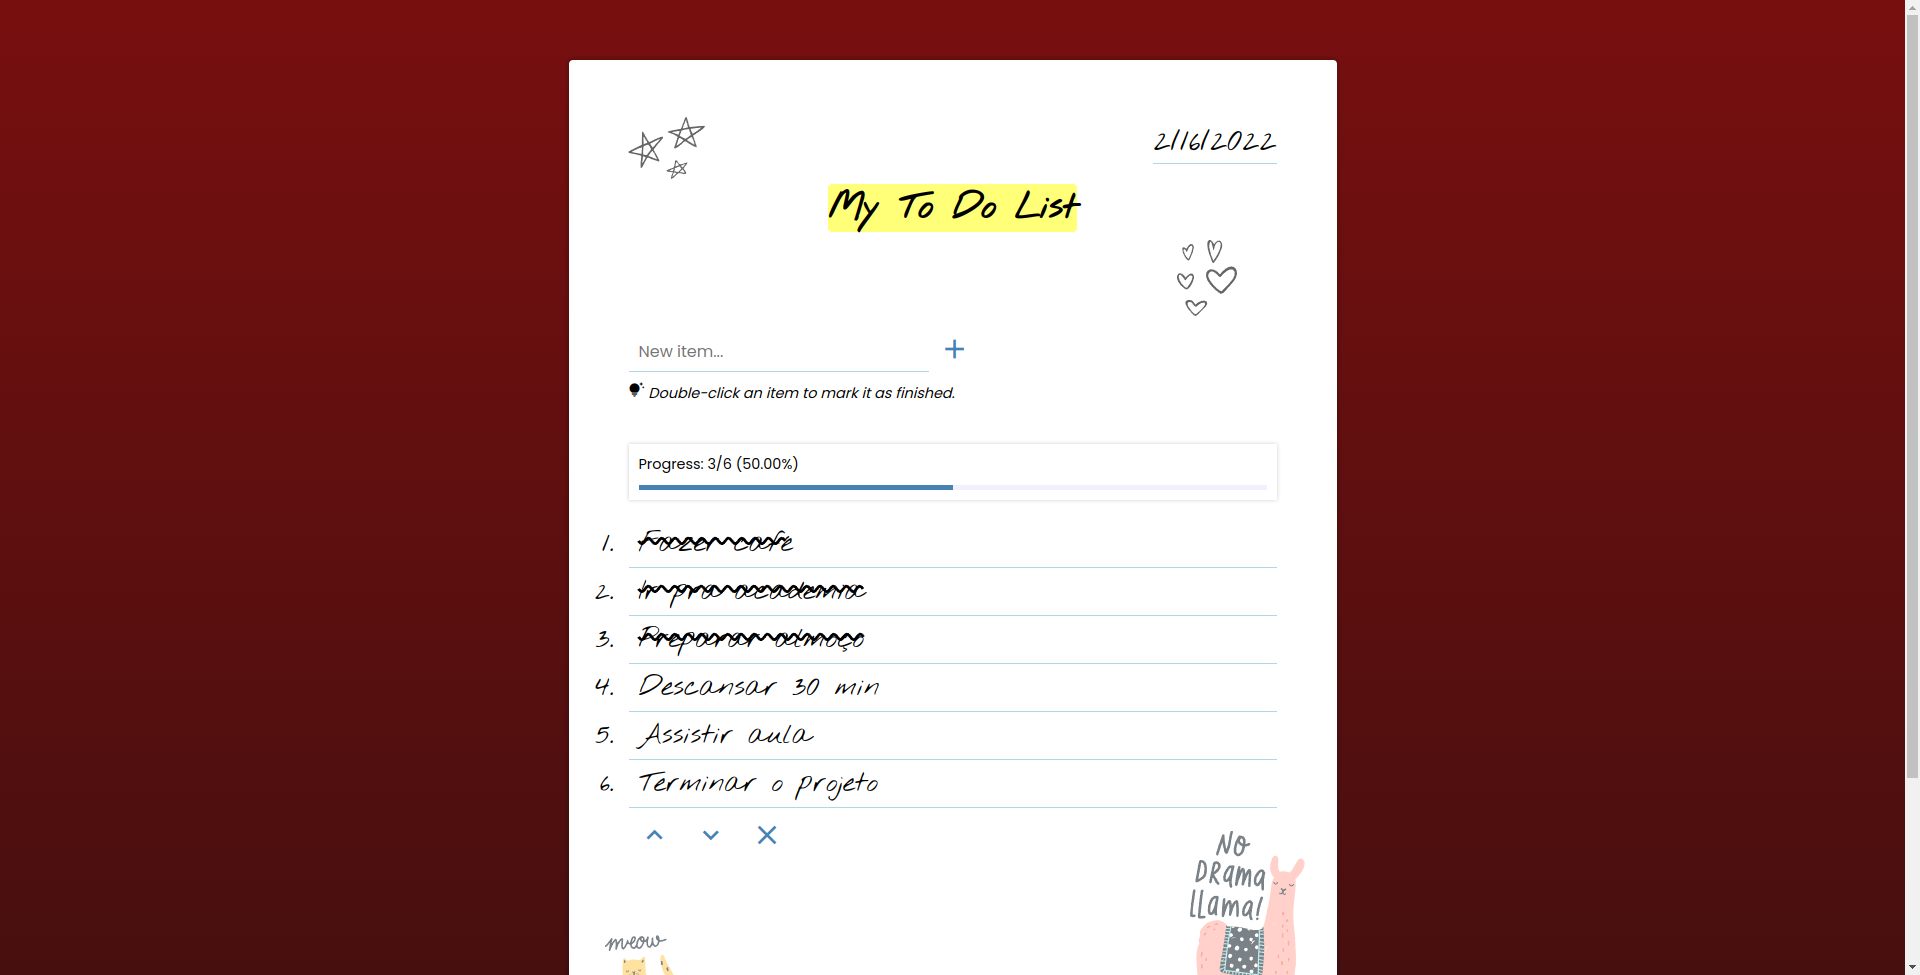 2/16/2022
My To Do List
New item...
Double-click an item to mark it as finished.
Progress: 3/6 (50.00%)
1. Fazer café
2. Ir pra academia
3. Preparar almoço
4. Descansar 30 min
5. Assistir aula
6. Terminar o projeto
NO
DRama
LLama!
meow